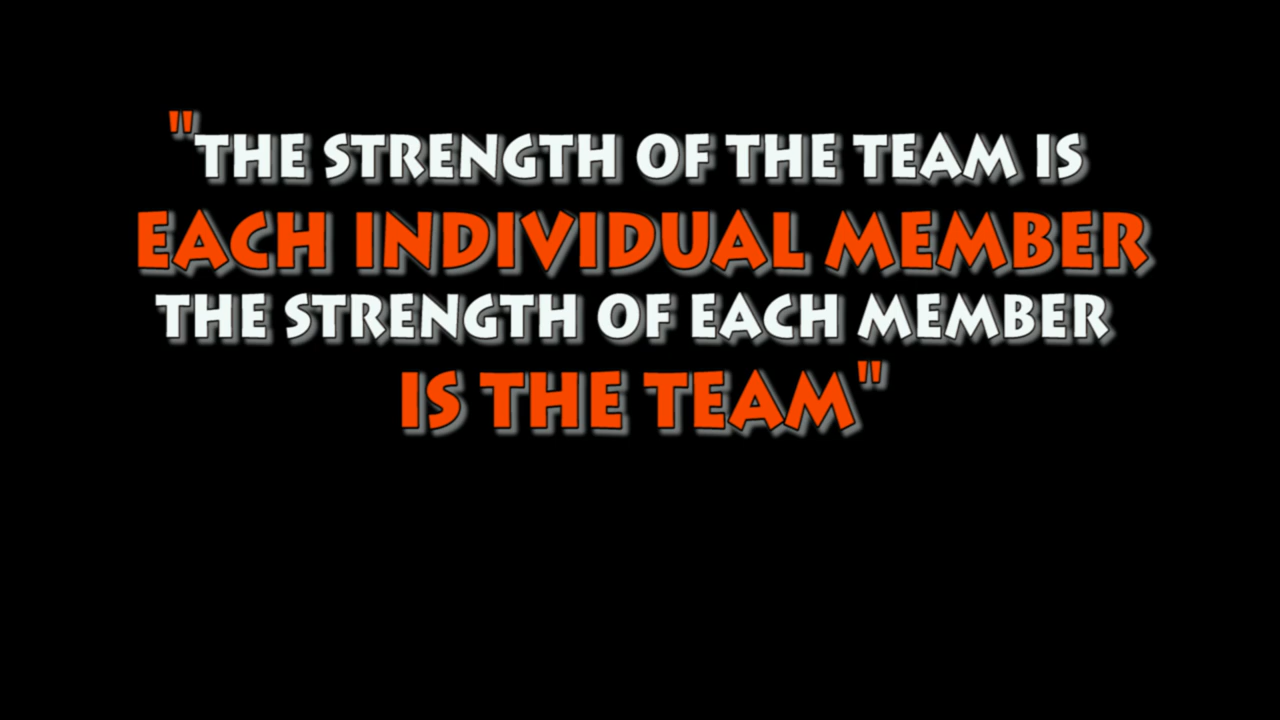 "THE STRENGTH OF THE TEAM IS
EACH INDIVIDUAL MEMBER
THE STRENGTH OF EACH MEMBER
IS THE TEAM"